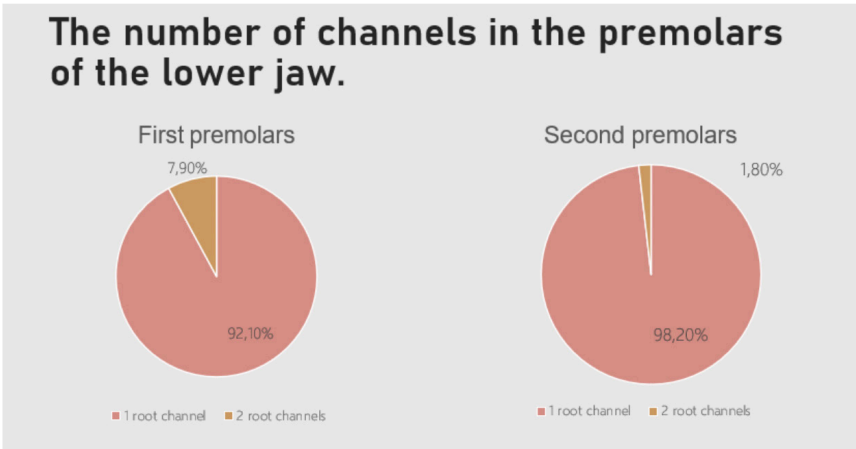 The number of channels in the premolars
of the lower jaw.
First premolars
7,90%
92,10%
1 root channel
2 root channels
Second premolars
1,80%
98,20%
1 root channel
2 root channels